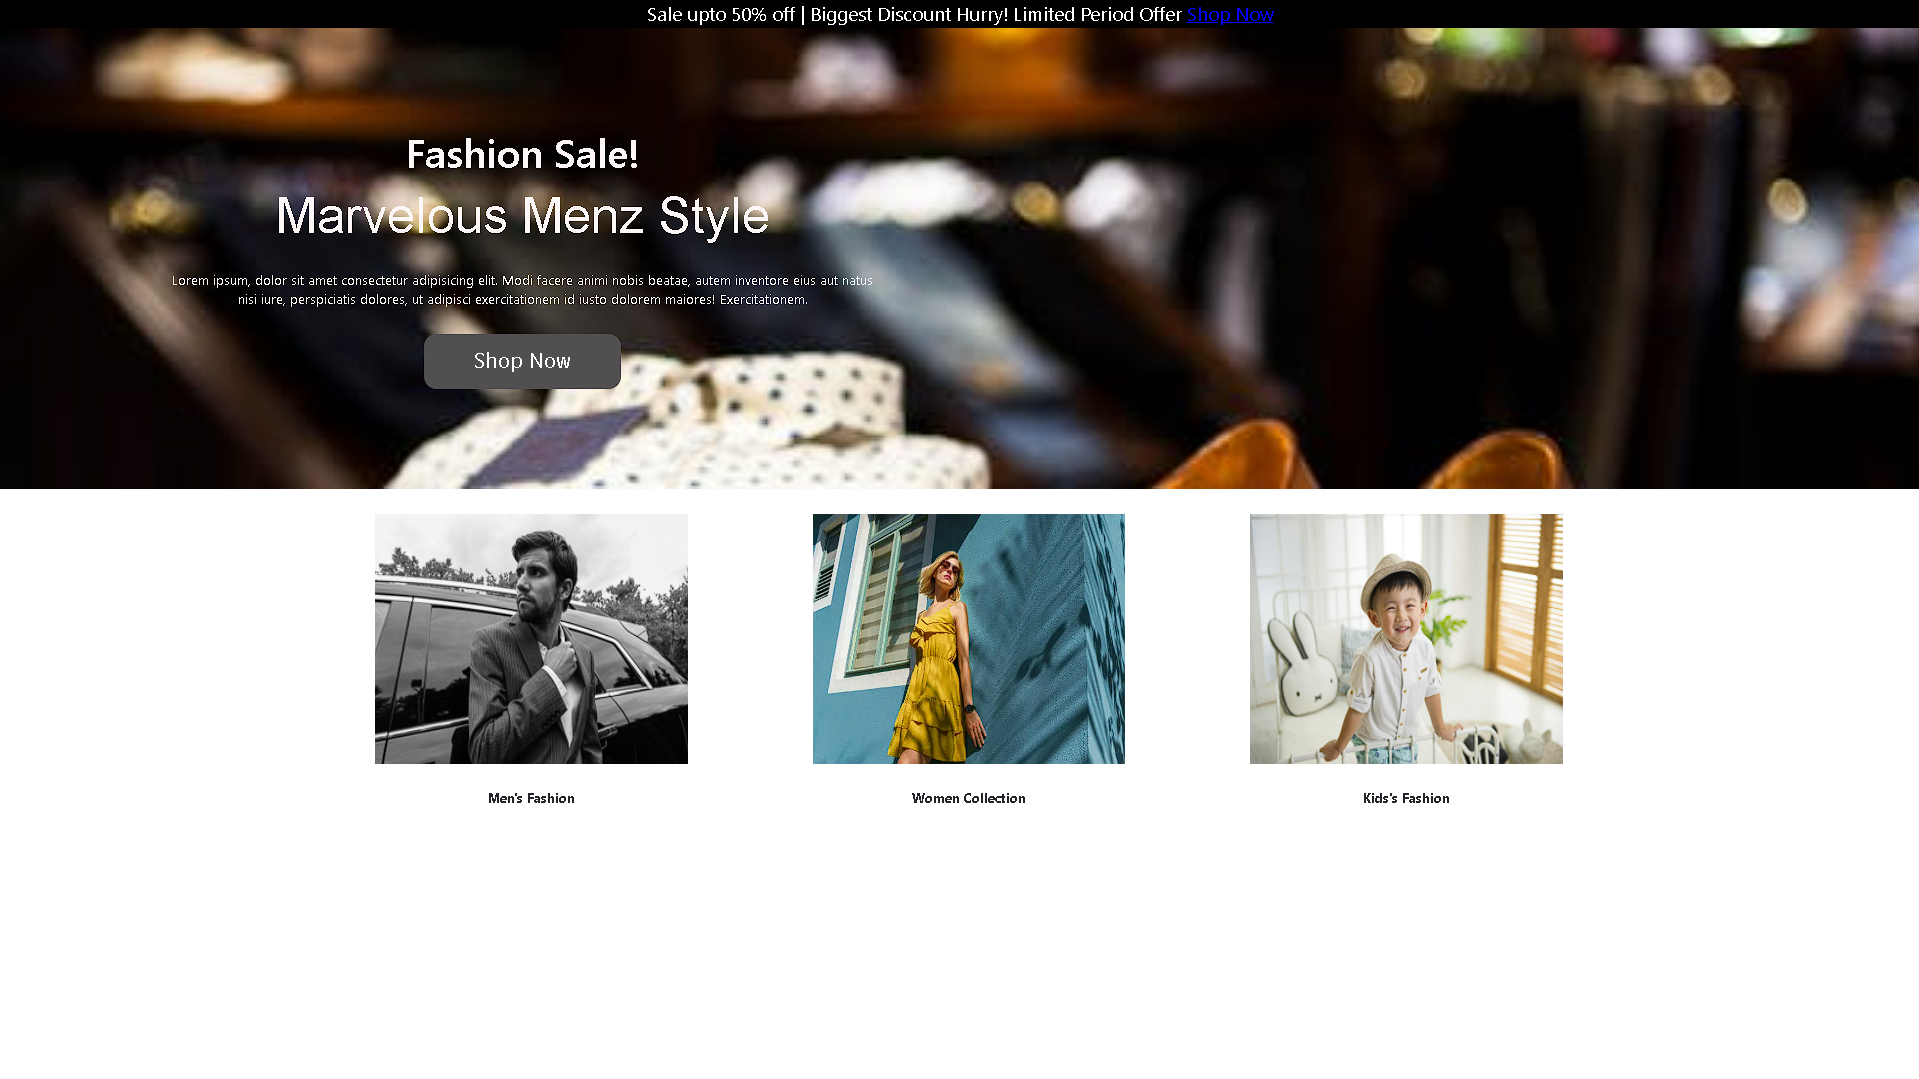 Sale upto 50% off | Biggest Discount Hurry! Limited Period Offer Shop Now
Fashion Sale!
Marvelous Menz Style
Lorem ipsum, dolor sit amet consectetur adipisicing elit. Modi facere animi nobis beatae, autem inventore eius aut natus
nisi iure, perspiciatis dolores, ut adipisci exercitationem id iusto dolorem maiores! Exercitationem.
Shop Now
Men's Fashion
Women Collection
Kids's Fashion